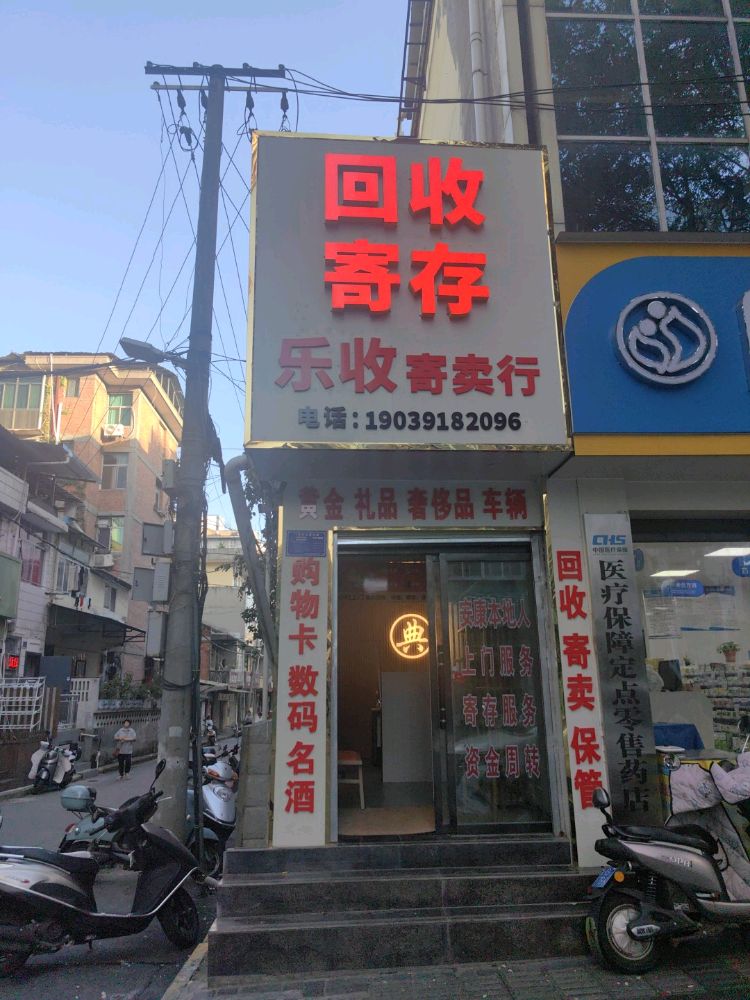 回收
寄存
乐收寄卖行
电话：19039182096
黄金 礼品 奢侈品 车辆
购物卡数码名酒
典
安康本地人
上门服务
寄存服务
资金周转
回收 寄卖 保管
CHS
中国医疗保障
医疗保障定点零售药店